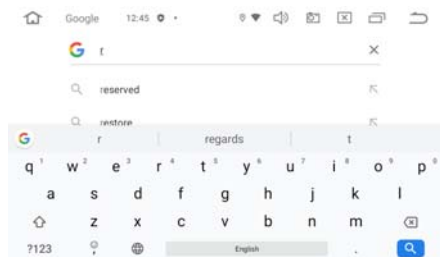 Google 12:45
G r
reserved
restore
G r regards t
q 1 w 2 e 3 r 4 t 5 y 6 u 7 i 8 o 9 p 0
a s d f g h j k l
z x c v b n m
?123 English .